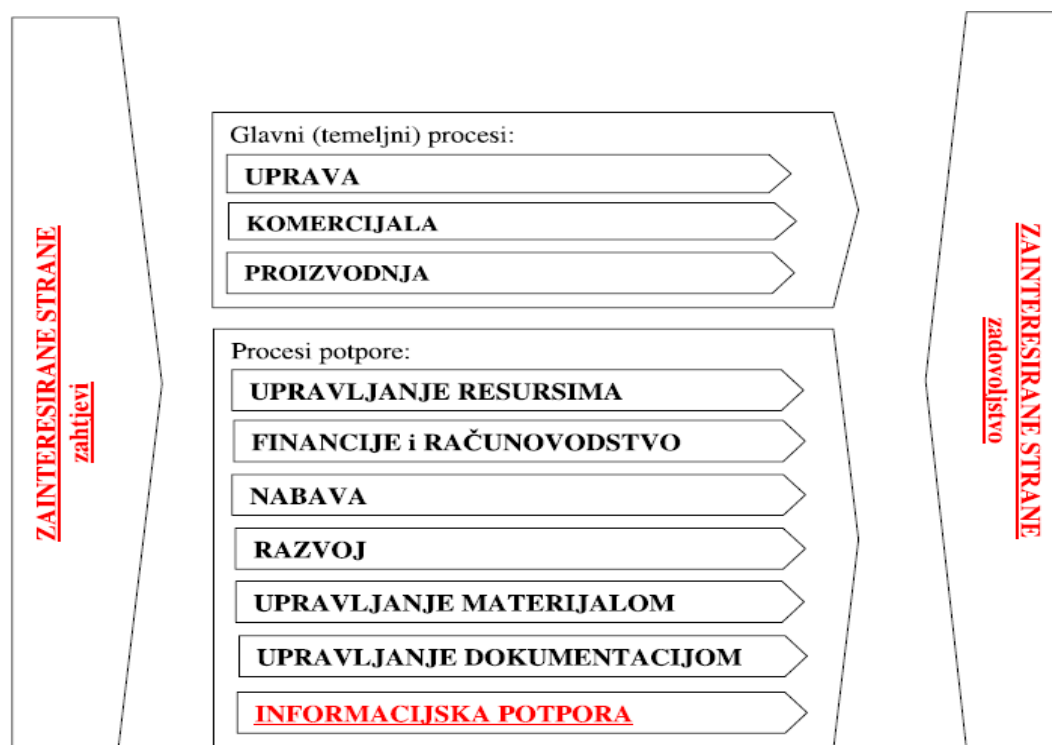 ZAINTERESIRANE STRANE
zahtjevi
Glavni (temeljni) procesi:
UPRAVA
KOMERCIJALA
PROIZVODNJA
Procesi potpore:
UPRAVLJANJE RESURSIMA
FINANCIJE i RAČUNOVODSTVO
NABAVA
RAZVOJ
UPRAVLJANJE MATERIJALOM
UPRAVLJANJE DOKUMENTACIJOM
INFORMACIJSKA POTPORA
ZAINTERESIRANE STRANE
zadovoljstvo